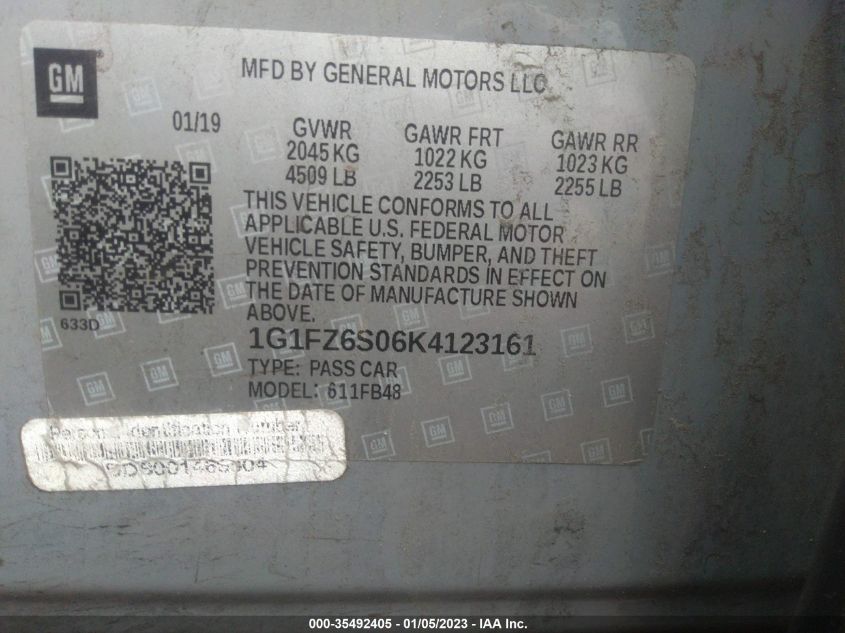 GM
MFD BY GENERAL MOTORS LLC
01/19
GVWR
2045 KG
4509 LB
GAWR FRT
1022 KG
2253 LB
GAWR RR
1023 KG
2255 LB
THIS VEHICLE CONFORMS TO ALL
APPLICABLE U.S. FEDERAL MOTOR
VEHICLE SAFETY, BUMPER, AND THEFT
PREVENTION STANDARDS IN EFFECT ON
THE DATE OF MANUFACTURE SHOWN
ABOVE.
633D
1G1FZ6S06K4123161
TYPE: PASS CAR
MODEL: 611FB48
Identification
000-35492405 - 01/05/2023 - IAA Inc.